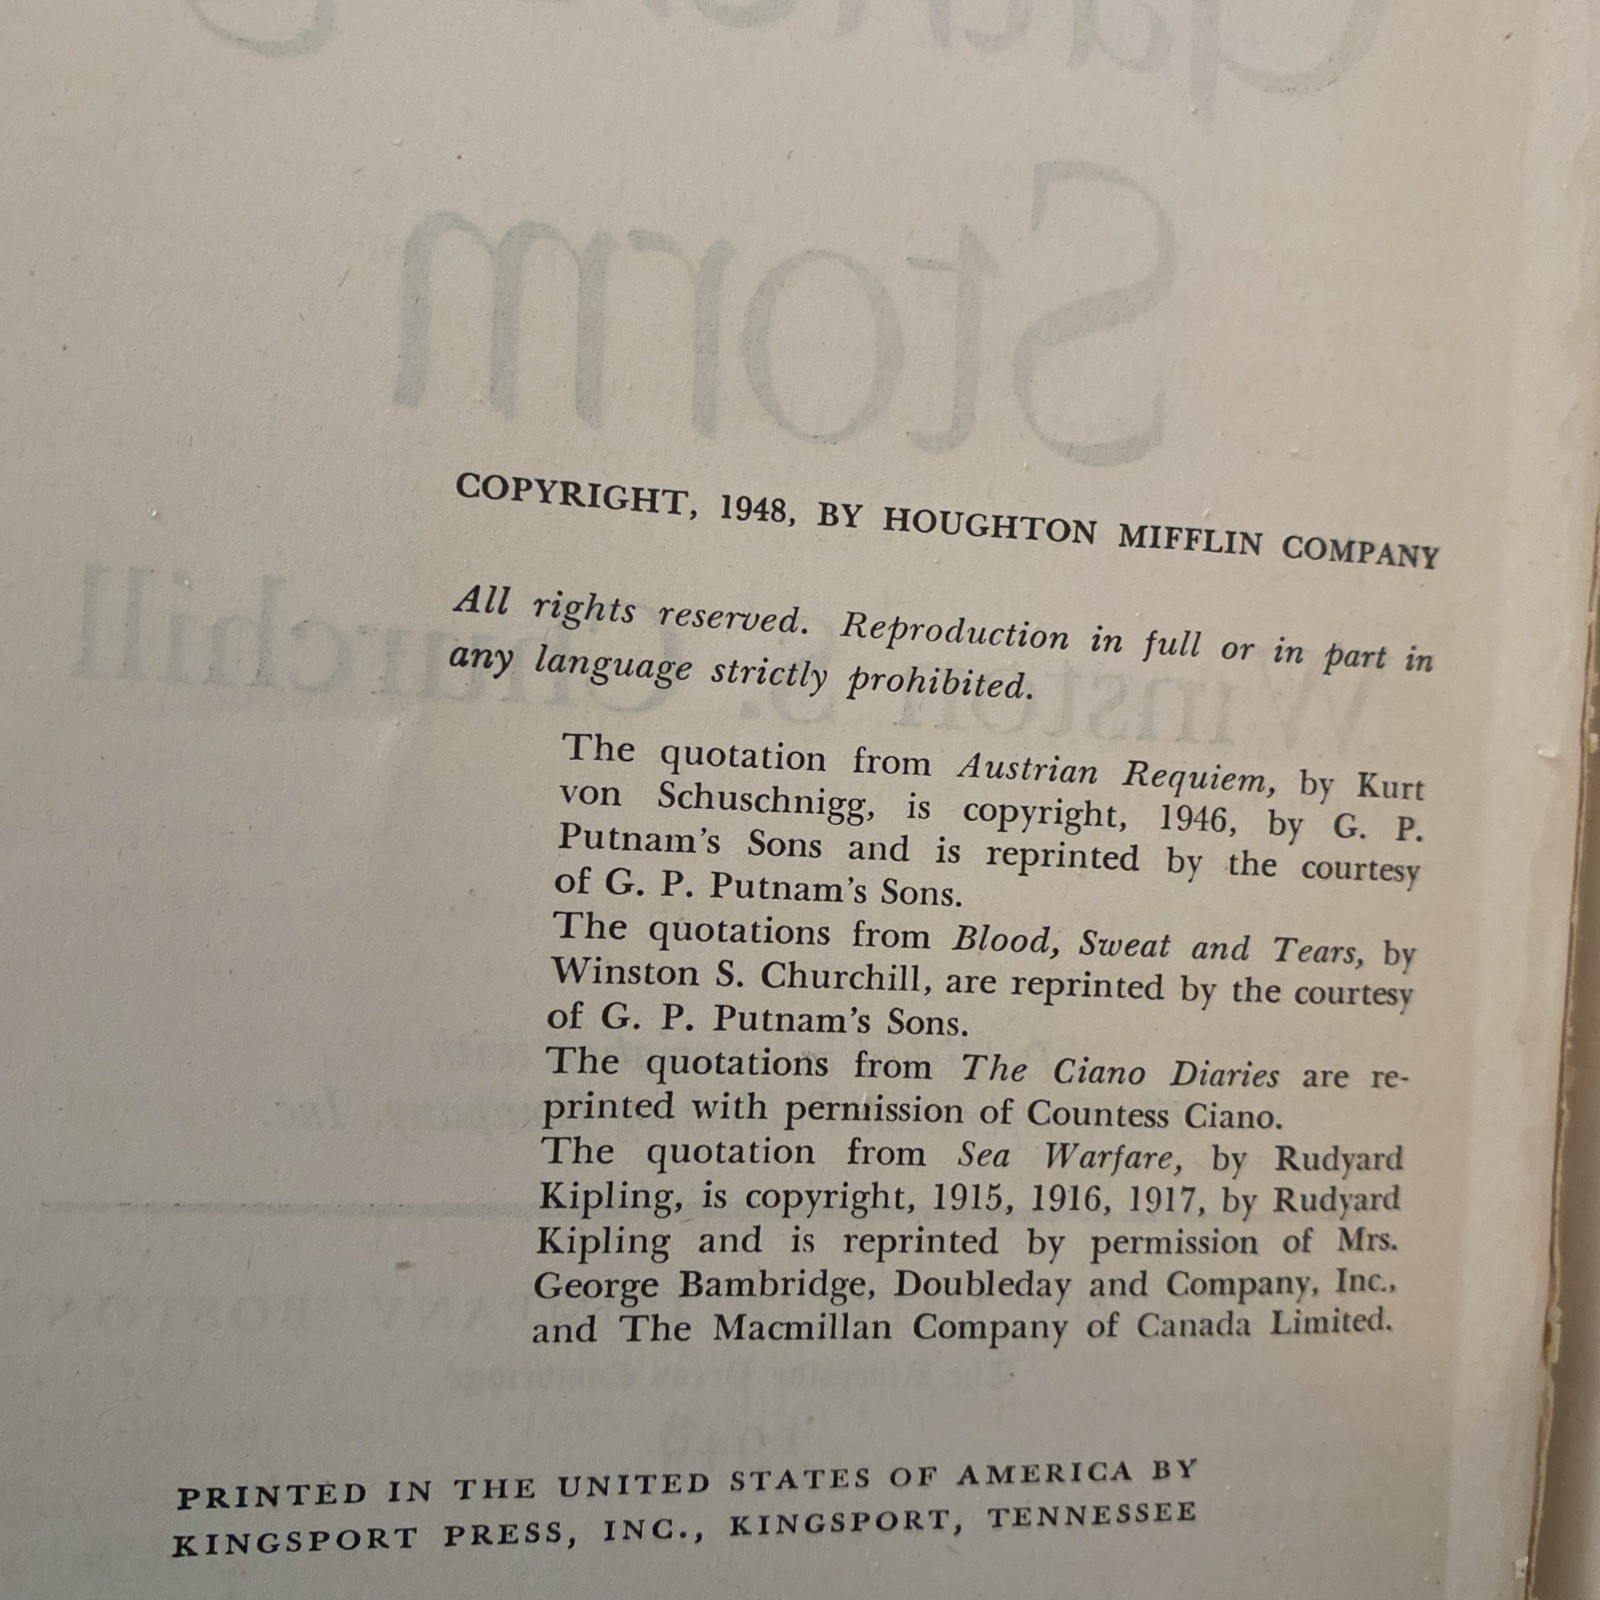 COPYRIGHT, 1948, BY HOUGHTON MIFFLIN COMPANY
All rights reserved. Reproduction in full or in part in
any language strictly prohibited.
The quotation from Austrian Requiem, by Kurt
von Schuschnigg, is copyright, 1946, by G. P.
Putnam's Sons and is reprinted by the courtesy
of G. P. Putnam's Sons.
The quotations from Blood, Sweat and Tears, by
Winston S. Churchill, are reprinted by the courtesy
of G. P. Putnam's Sons.
The quotations from The Ciano Diaries are re-
printed with permission of Countess Ciano.
The quotation from Sea Warfare, by Rudyard
Kipling, is copyright, 1915, 1916, 1917, by Rudyard
Kipling and is reprinted by permission of Mrs.
George Bambridge, Doubleday and Company, Inc.,
and The Macmillan Company of Canada Limited.
PRINTED IN THE UNITED STATES OF AMERICA BY
KINGSPORT PRESS, INC., KINGSPORT, TENNESSEE